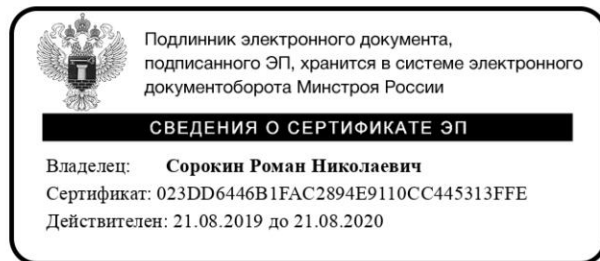 Подлинник электронного документа,
подписанного ЭП, хранится в системе электронного
документооборота Минстроя России
СВЕДЕНИЯ О СЕРТИФИКАТЕ ЭП
Владелец: Сорокин Роман Николаевич
Сертификат: 023DD6446B1FAC2894E9110CC445313FFE
Действителен: 21.08.2019 до 21.08.2020